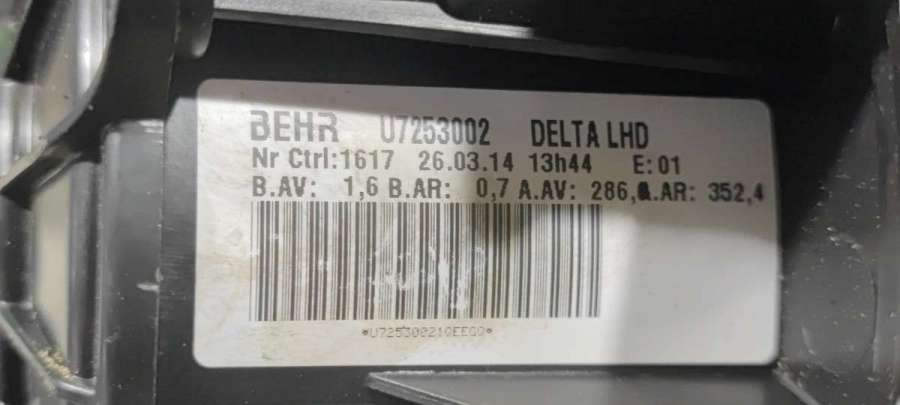 BEHR U7253002 DELTA LHD
Nr Ctrl:1617 26.03.14 13h44 E:01
B.AV: 1,6 B.AR: 0,7 A.AV: 286, A.AR: 352,4